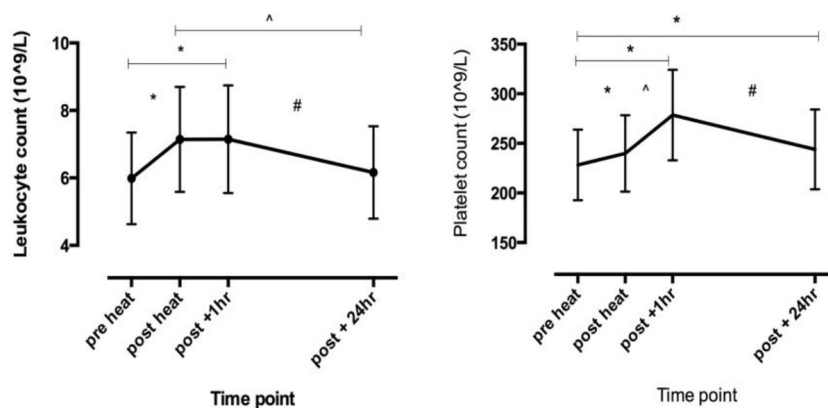 Leukocyte count (10^9/L)
10
8
6
4
*
*
^
#
pre heat
post heat
post +1hr
post + 24hr
Time point
Platelet count (10^9/L)
350
300
250
200
150
*
*
*
^
#
pre heat
post heat
post +1hr
post + 24hr
Time point